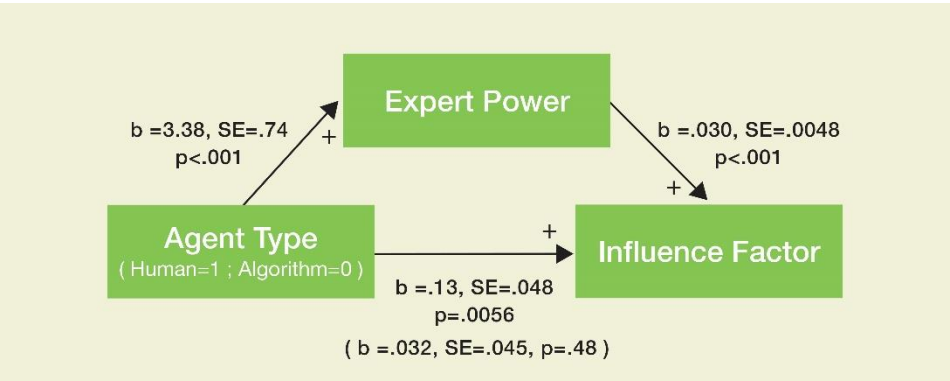 Expert Power
b =3.38, SE=.74
p<.001
+
b =.030, SE=.0048
p<.001
+
Agent Type
( Human=1 ; Algorithm=0 )
+
Influence Factor
b =.13, SE=.048
p=.0056
( b =.032, SE=.045, p=.48 )